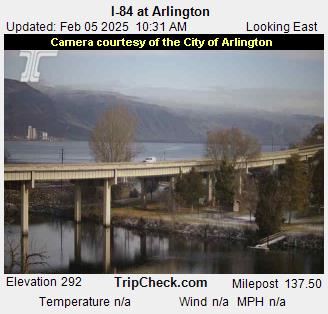 I-84 at Arlington
Updated: Feb 05 2025 10:31 AM Looking East
Camera courtesy of the City of Arlington
Elevation 292 TripCheck.com Milepost 137.50
Temperature n/a Wind n/a MPH n/a